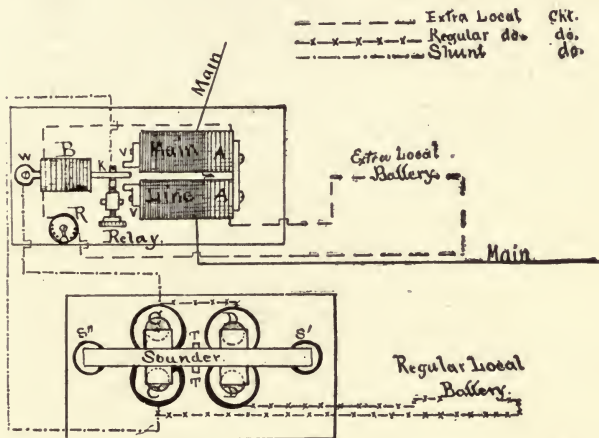 Extra Local Ckt.
Regular do. do.
Shunt do.
Main
Extra Local
Battery.
W
B
K
V
Main
A
V
Line
A
R
Relay.
Main.
C'
D
S"
T
S'
Sounder.
T
C
D
Regular Local
Battery.